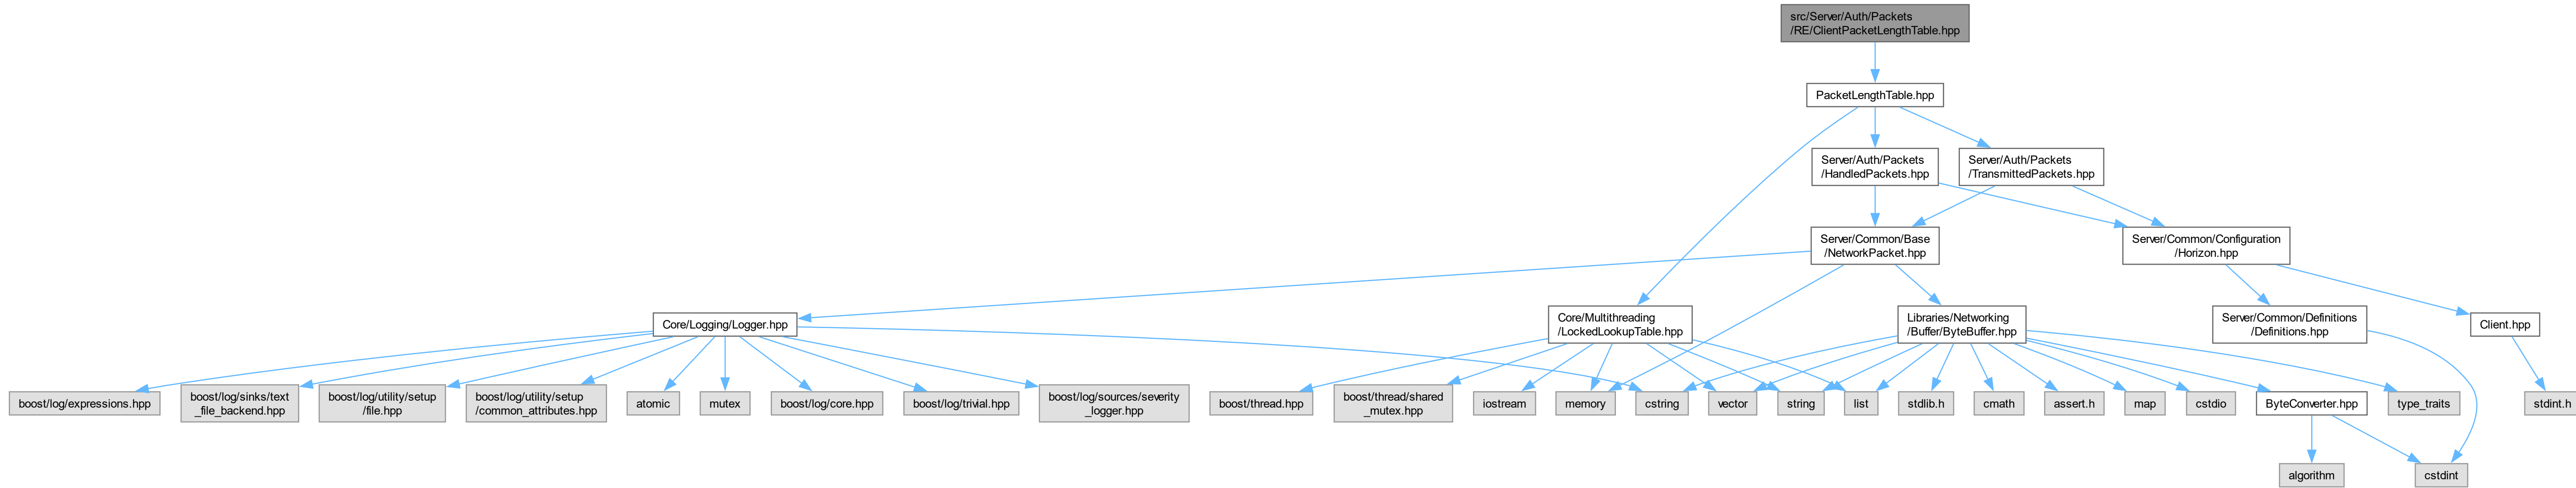 src/Server/Auth/Packets
/RE/ClientPacketLengthTable.hpp
PacketLengthTable.hpp
Server/Auth/Packets
/HandledPackets.hpp
Server/Auth/Packets
/TransmittedPackets.hpp
Server/Common/Base
/NetworkPacket.hpp
Server/Common/Configuration
/Horizon.hpp
Core/Logging/Logger.hpp
Core/Multithreading
/LockedLookupTable.hpp
Libraries/Networking
/Buffer/ByteBuffer.hpp
Server/Common/Definitions
/Definitions.hpp
Client.hpp
boost/log/expressions.hpp
boost/log/sinks/text
_file_backend.hpp
boost/log/utility/setup
/file.hpp
boost/log/utility/setup
/common_attributes.hpp
atomic
mutex
boost/log/core.hpp
boost/log/trivial.hpp
boost/log/sources/severity
_logger.hpp
boost/thread.hpp
boost/thread/shared
_mutex.hpp
iostream
memory
cstring
vector
string
list
stdlib.h
cmath
assert.h
map
cstdio
ByteConverter.hpp
type_traits
stdint.h
algorithm
cstdint